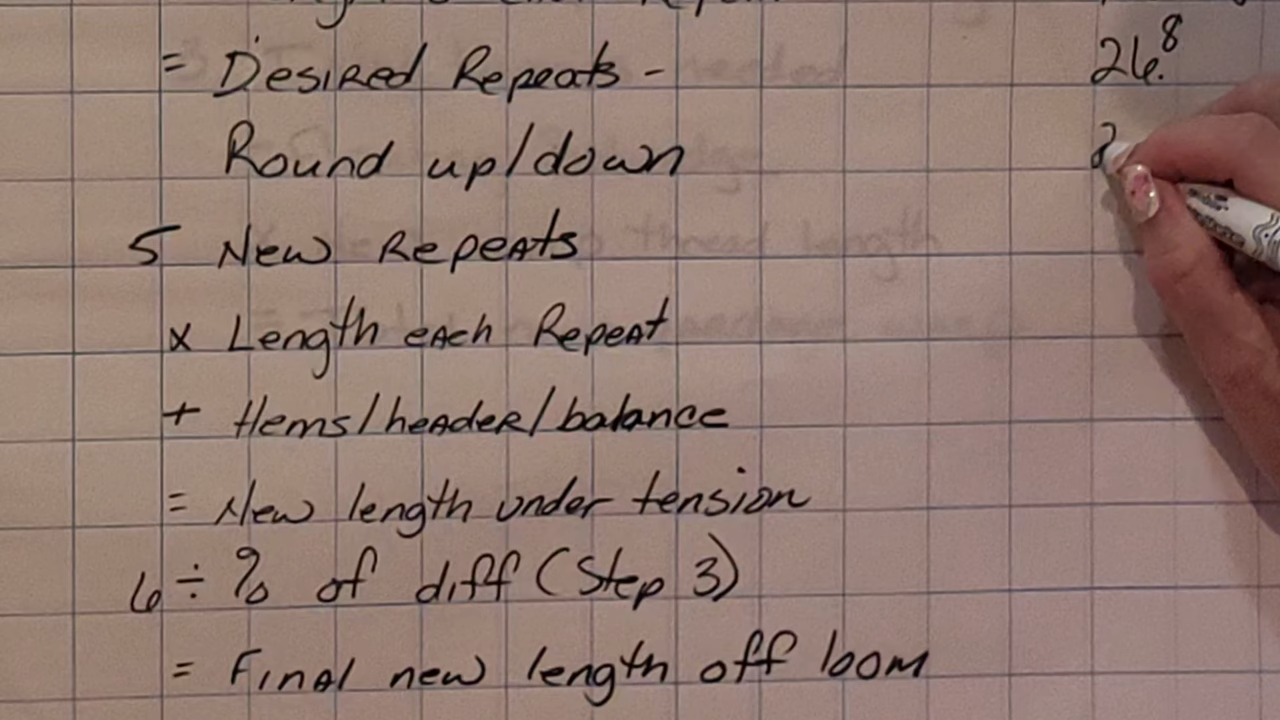 = Desired Repeats - 26.8
Round up/down 2
5 New Repeats
x Length each Repeat
+ Hems/header/balance
= New length under tension
6 ÷ % of diff (Step 3)
= Final new length off loom